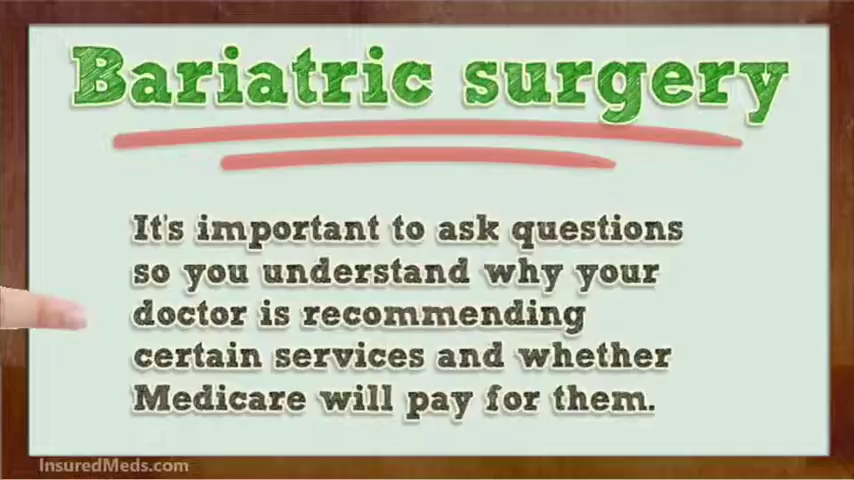 Bariatric surgery
It's important to ask questions
so you understand why your
doctor is recommending
certain services and whether
Medicare will pay for them.
InsuredMeds.com